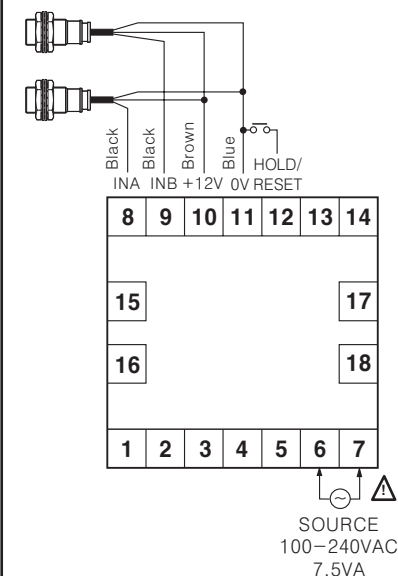 Black
Black
Brown
Blue
HOLD/
INA INB +12V 0V RESET
8 9 10 11 12 13 14
15 17
16 18
1 2 3 4 5 6 7
SOURCE
100-240VAC
7.5VA